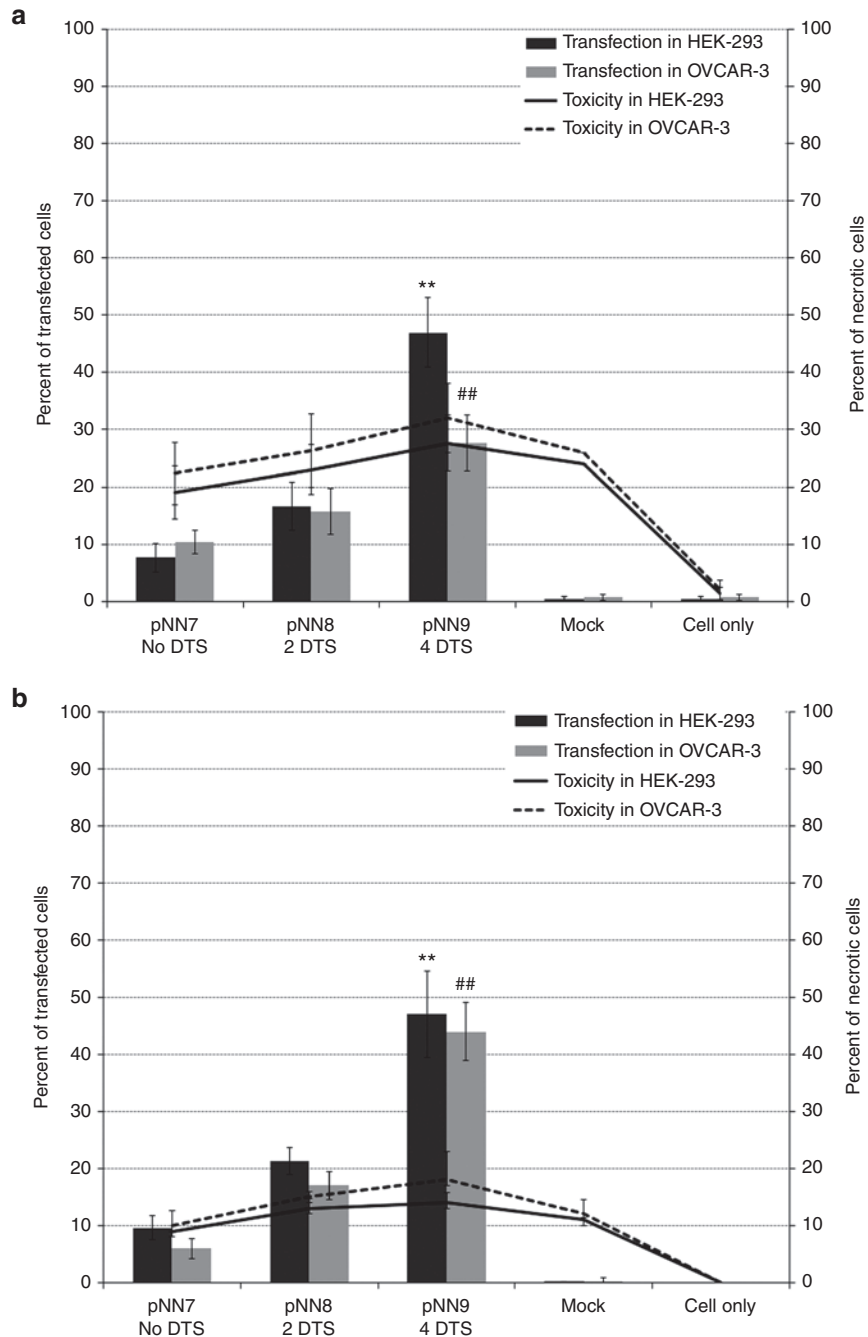 a
Transfection in HEK-293
Transfection in OVCAR-3
Toxicity in HEK-293
Toxicity in OVCAR-3
Percent of transfected cells
Percent of necrotic cells
100
90
80
70
60
50
40
30
20
10
0
100
90
80
70
60
50
40
30
20
10
0
**
##
pNN7
No DTS
pNN8
2 DTS
pNN9
4 DTS
Mock
Cell only
b
Transfection in HEK-293
Transfection in OVCAR-3
Toxicity in HEK-293
Toxicity in OVCAR-3
Percent of transfected cells
Percent of necrotic cells
100
90
80
70
60
50
40
30
20
10
0
100
90
80
70
60
50
40
30
20
10
0
**
##
pNN7
No DTS
pNN8
2 DTS
pNN9
4 DTS
Mock
Cell only